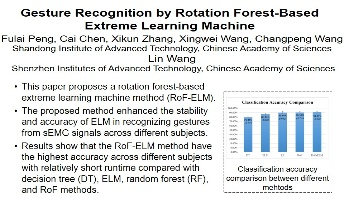 Gesture Recognition by Rotation Forest-Based
Extreme Learning Machine
Fulai Peng, Cai Chen, Xikun Zhang, Xingwei Wang, Changpeng Wang
Shandong Institute of Advanced Technology, Chinese Academy of Sciences
Lin Wang
Shenzhen Institutes of Advanced Technology, Chinese Academy of Sciences
• This paper proposes a rotation forest-based
extreme learning machine method (RoF-ELM).
• The proposed method enhanced the stability
and accuracy of ELM in recognizing gestures
from sEMG signals across different subjects.
• Results show that the RoF-ELM method have
the highest accuracy across different subjects
with relatively short runtime compared with
decision tree (DT), ELM, random forest (RF),
and RoF methods.
Classification Accuracy Comparison
Classification accuracy
comparison between different
mehtods